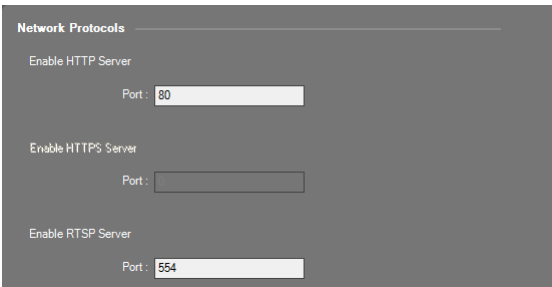 Network Protocols
Enable HTTP Server
Port : 80
Enable HTTPS Server
Port :
Enable RTSP Server
Port : 554